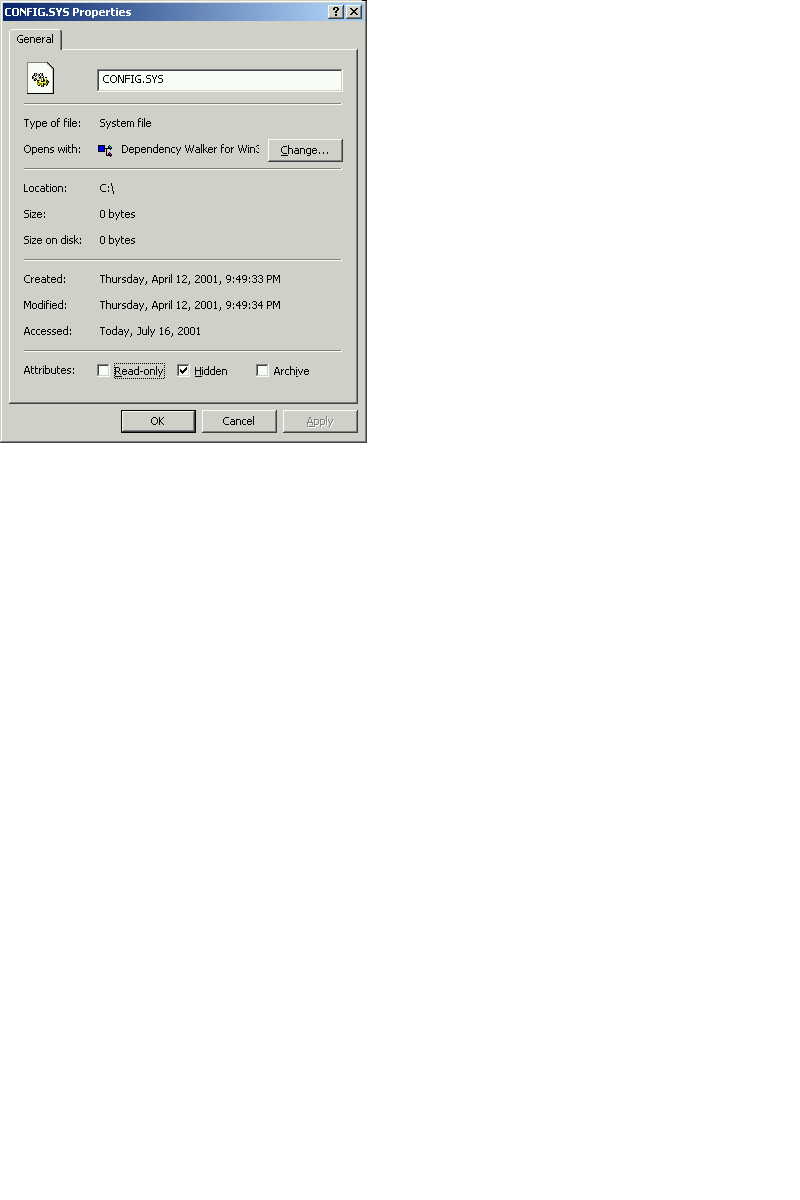 CONFIG.SYS Properties
General
CONFIG.SYS
Type of file: System file
Opens with: Dependency Walker for Win3 Change...
Location: C:\
Size: 0 bytes
Size on disk: 0 bytes
Created: Thursday, April 12, 2001, 9:49:33 PM
Modified: Thursday, April 12, 2001, 9:49:34 PM
Accessed: Today, July 16, 2001
Attributes: Read-only Hidden Archive
OK Cancel Apply